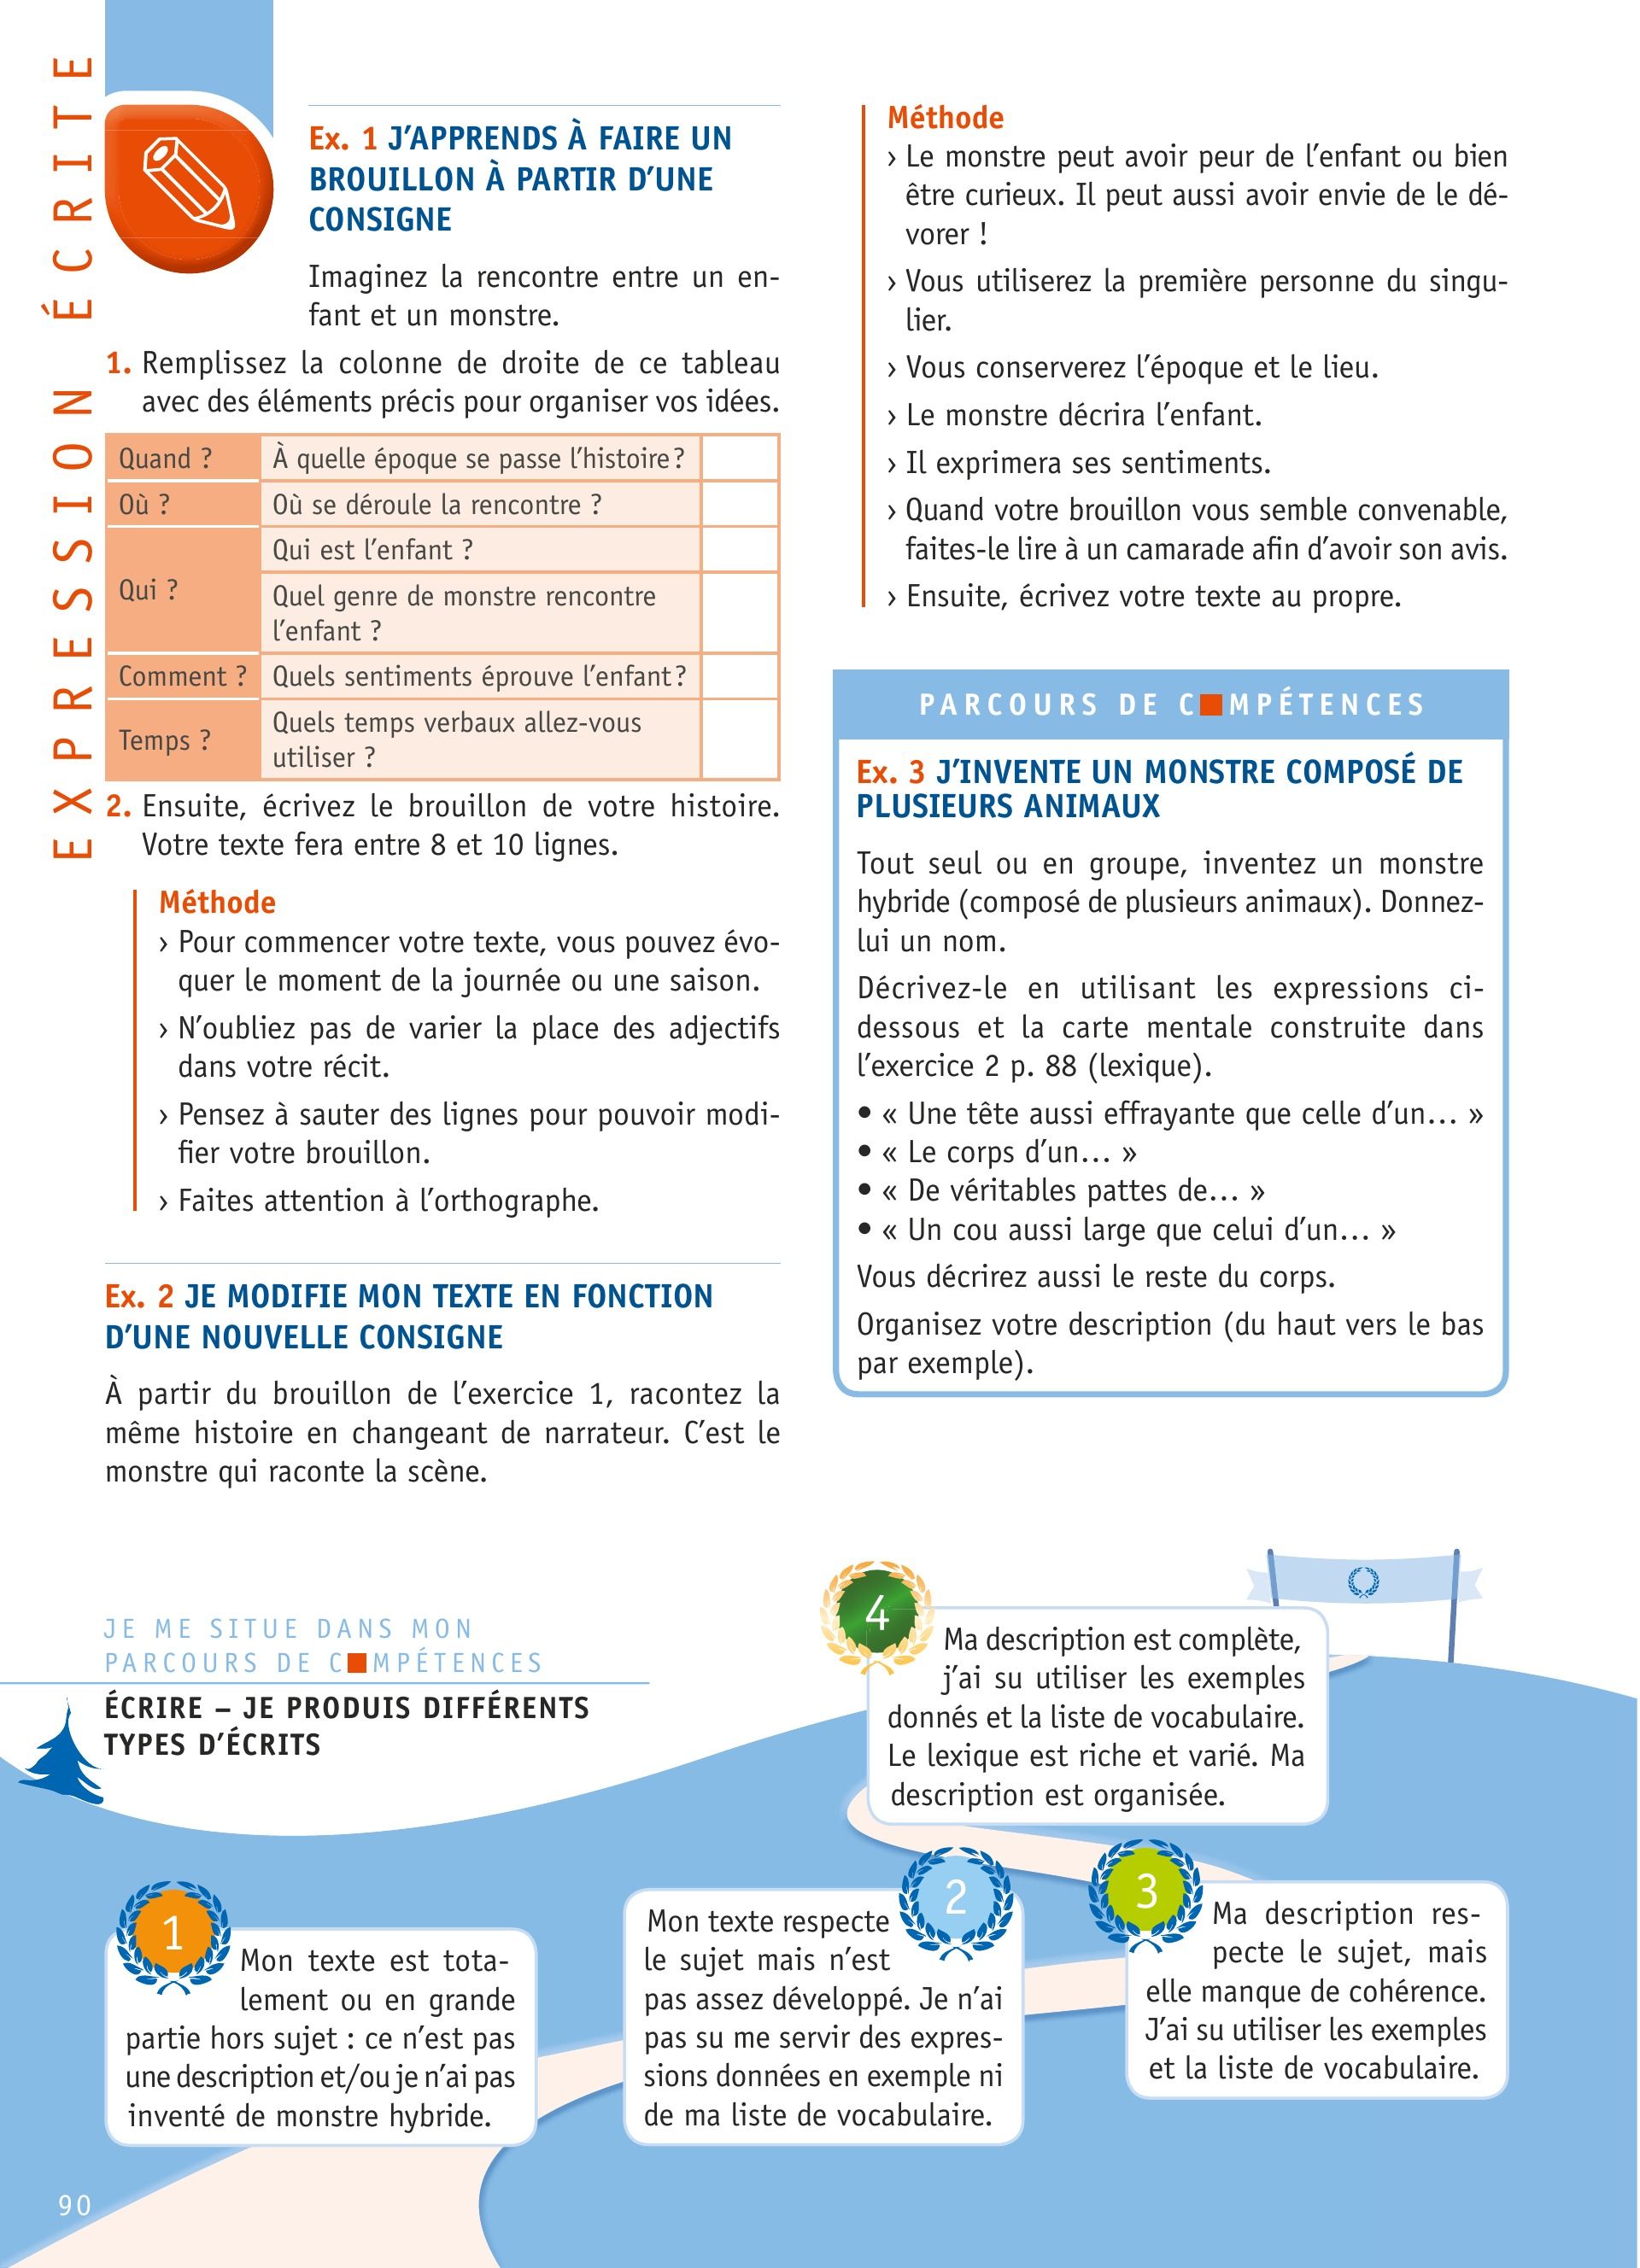 EXPRESSION ÉCRITE
Ex. 1 J’APPRENDS À FAIRE UN
BROUILLON À PARTIR D’UNE
CONSIGNE
Imaginez la rencontre entre un en-
fant et un monstre.
1. Remplissez la colonne de droite de ce tableau
avec des éléments précis pour organiser vos idées.
Quand ? À quelle époque se passe l’histoire ?
Où ? Où se déroule la rencontre ?
Qui ? Qui est l’enfant ?
Quel genre de monstre rencontre
l’enfant ?
Comment ? Quels sentiments éprouve l’enfant ?
Temps ? Quels temps verbaux allez-vous
utiliser ?
2. Ensuite, écrivez le brouillon de votre histoire.
Votre texte fera entre 8 et 10 lignes.
Méthode
› Pour commencer votre texte, vous pouvez évo-
quer le moment de la journée ou une saison.
› N’oubliez pas de varier la place des adjectifs
dans votre récit.
› Pensez à sauter des lignes pour pouvoir modi-
fier votre brouillon.
› Faites attention à l’orthographe.
Ex. 2 JE MODIFIE MON TEXTE EN FONCTION
D’UNE NOUVELLE CONSIGNE
À partir du brouillon de l’exercice 1, racontez la
même histoire en changeant de narrateur. C’est le
monstre qui raconte la scène.
Méthode
› Le monstre peut avoir peur de l’enfant ou bien
être curieux. Il peut aussi avoir envie de le dé-
vorer !
› Vous utiliserez la première personne du singu-
lier.
› Vous conserverez l’époque et le lieu.
› Le monstre décrira l’enfant.
› Il exprimera ses sentiments.
› Quand votre brouillon vous semble convenable,
faites-le lire à un camarade afin d’avoir son avis.
› Ensuite, écrivez votre texte au propre.
PARCOURS DE C■MPÉTENCES
Ex. 3 J’INVENTE UN MONSTRE COMPOSÉ DE
PLUSIEURS ANIMAUX
Tout seul ou en groupe, inventez un monstre
hybride (composé de plusieurs animaux). Donnez-
lui un nom.
Décrivez-le en utilisant les expressions ci-
dessous et la carte mentale construite dans
l’exercice 2 p. 88 (lexique).
• « Une tête aussi effrayante que celle d’un… »
• « Le corps d’un… »
• « De véritables pattes de… »
• « Un cou aussi large que celui d’un… »
Vous décrirez aussi le reste du corps.
Organisez votre description (du haut vers le bas
par exemple).
JE ME SITUE DANS MON
PARCOURS DE C■MPÉTENCES
ÉCRIRE – JE PRODUIS DIFFÉRENTS
TYPES D’ÉCRITS
1
Mon texte est tota-
lement ou en grande
partie hors sujet : ce n’est pas
une description et/ou je n’ai pas
inventé de monstre hybride.
2
Mon texte respecte
le sujet mais n’est
pas assez développé. Je n’ai
pas su me servir des expres-
sions données en exemple ni
de ma liste de vocabulaire.
3
Ma description res-
pecte le sujet, mais
elle manque de cohérence.
J’ai su utiliser les exemples
et la liste de vocabulaire.
4
Ma description est complète,
j’ai su utiliser les exemples
donnés et la liste de vocabulaire.
Le lexique est riche et varié. Ma
description est organisée.
90